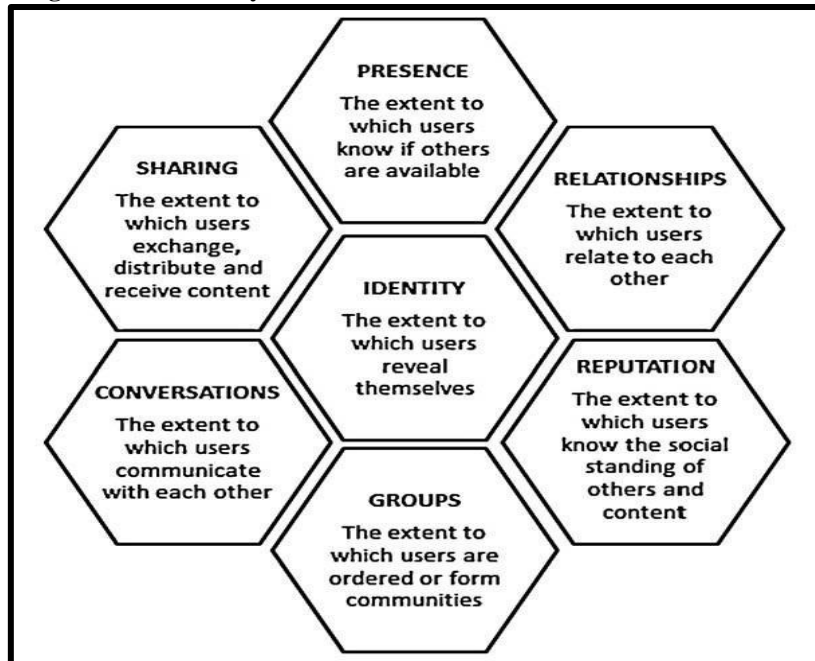 PRESENCE
The extent to
which users
know if others
are available
SHARING
The extent to
which users
exchange,
distribute and
receive content
RELATIONSHIPS
The extent to
which users
relate to each
other
IDENTITY
The extent to
which users
reveal
themselves
CONVERSATIONS
The extent to
which users
communicate
with each other
REPUTATION
The extent to
which users
know the social
standing of
others and
content
GROUPS
The extent to
which users are
ordered or form
communities